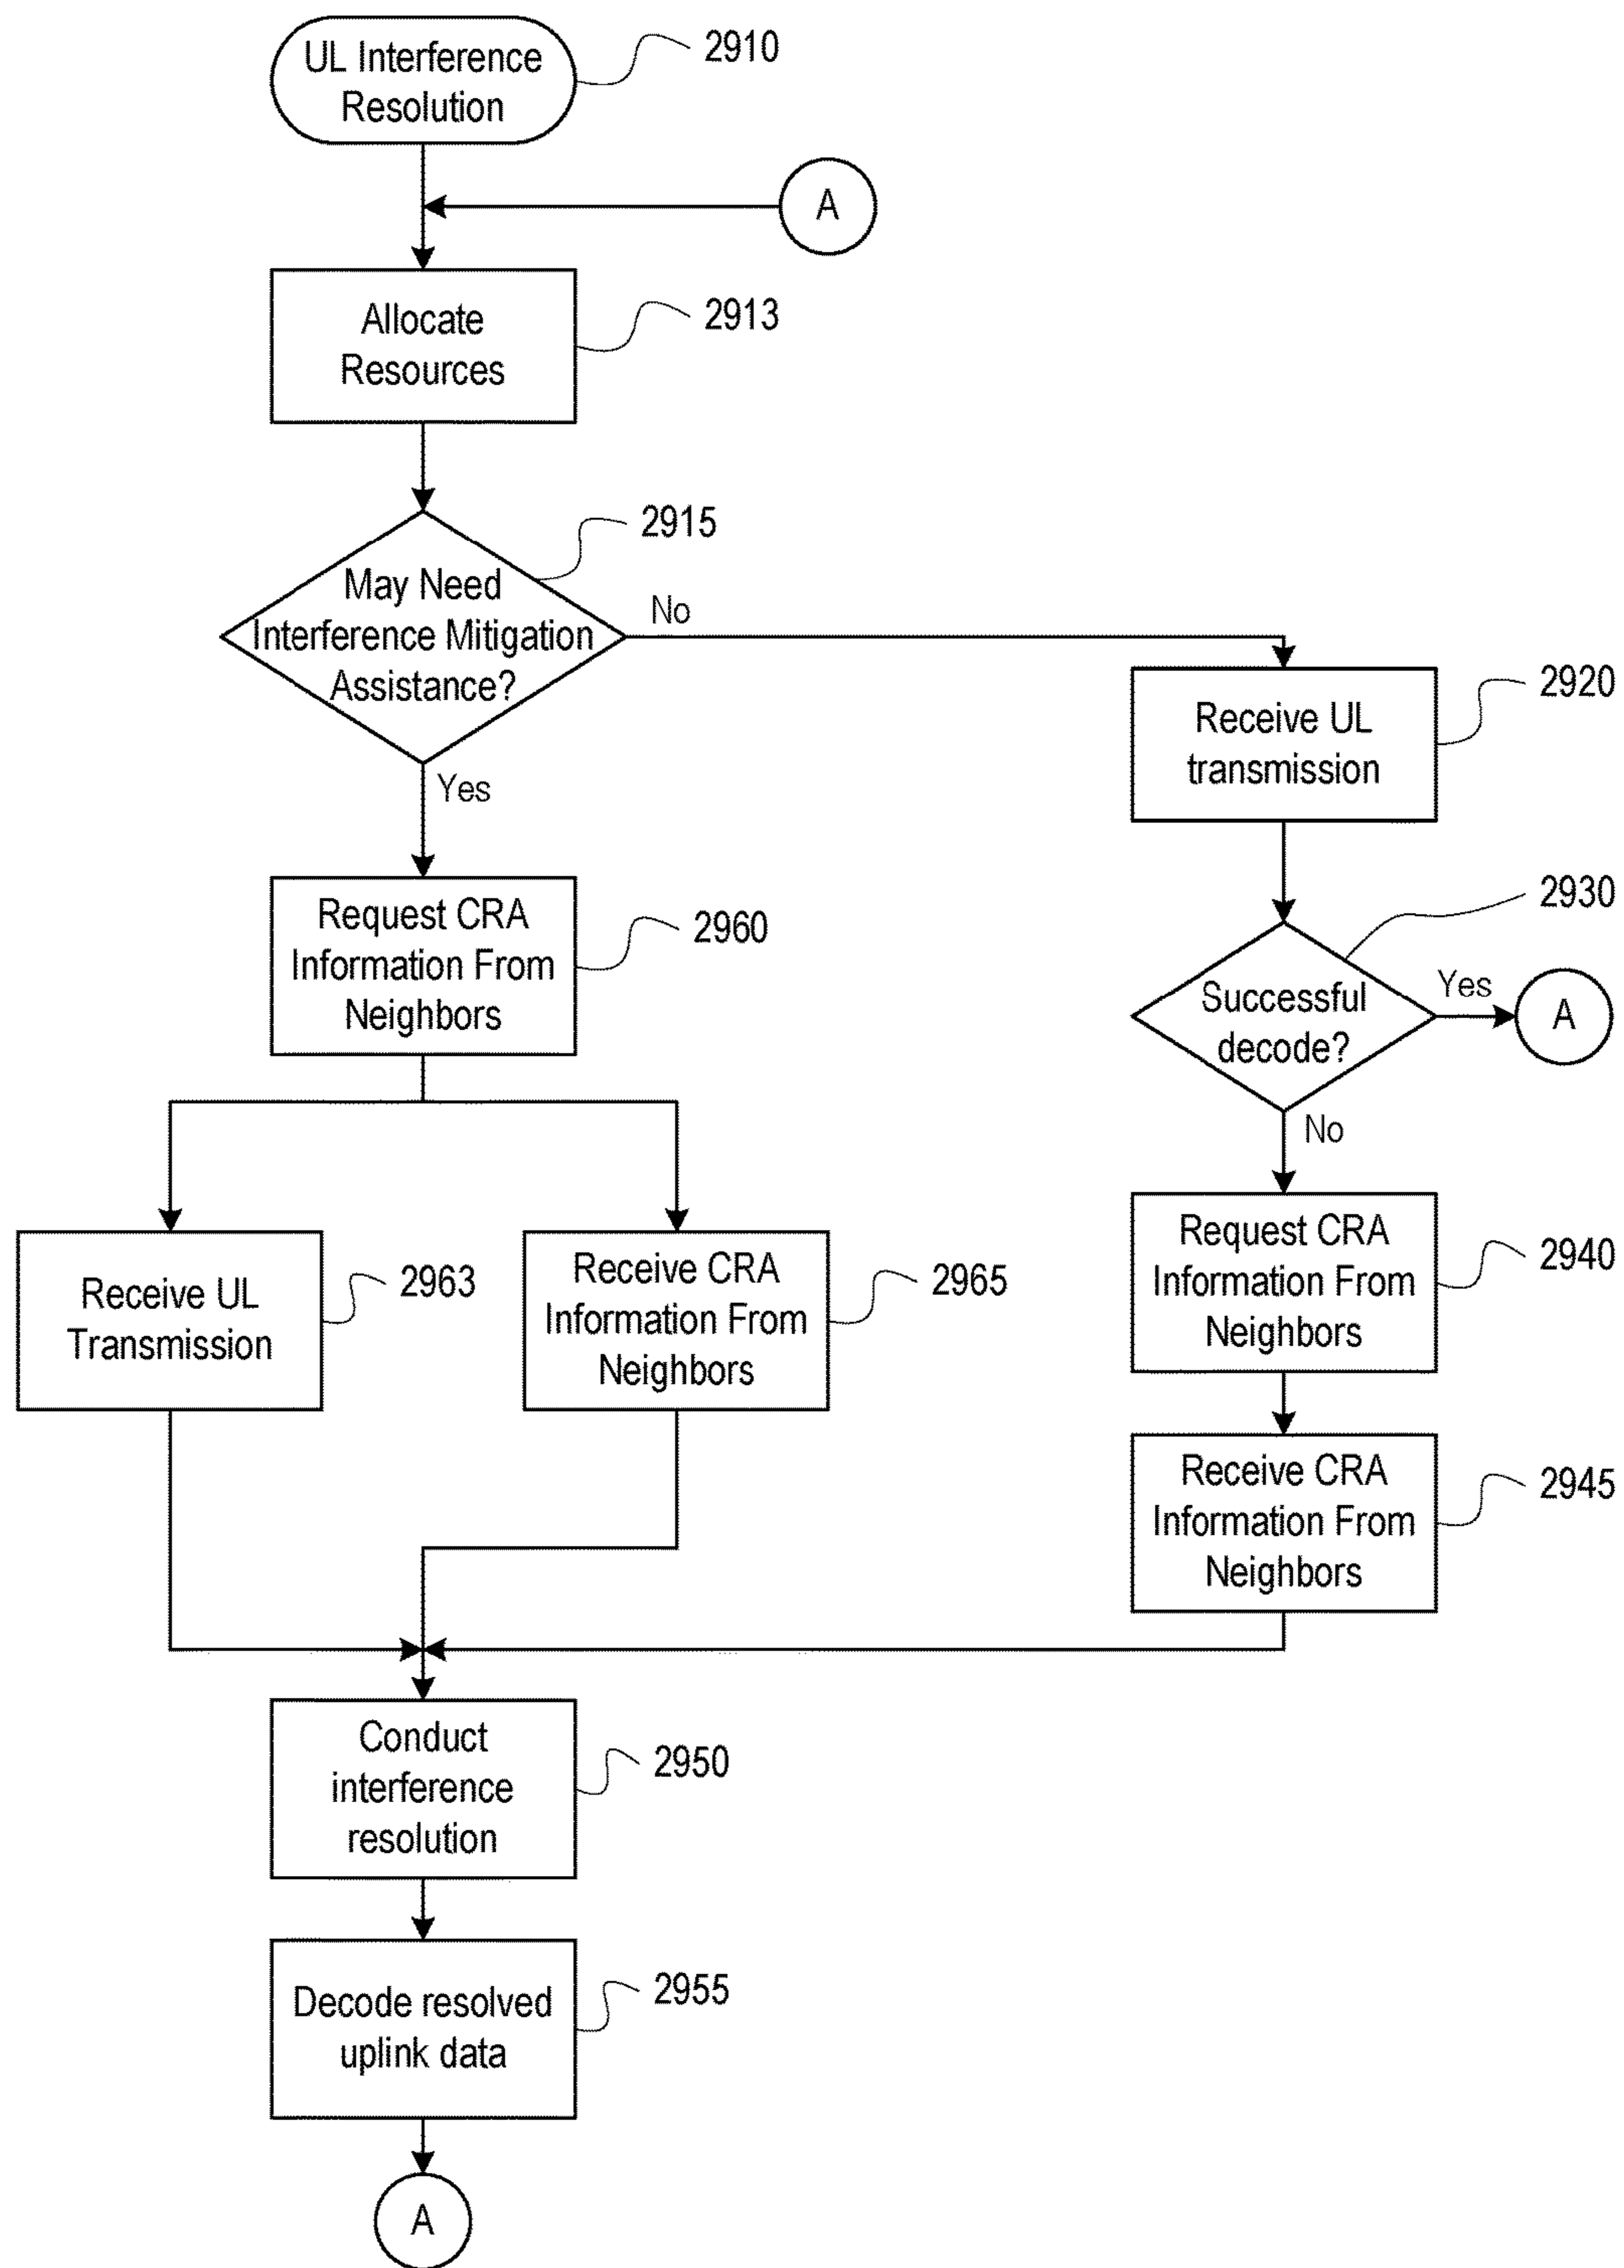 UL Interference
Resolution
2910
A
Allocate
Resources
2913
May Need
Interference Mitigation
Assistance?
2915
No
Yes
Receive UL
transmission
2920
Successful
decode?
2930
Yes
A
No
Request CRA
Information From
Neighbors
2960
Receive UL
Transmission
2963
Receive CRA
Information From
Neighbors
2965
Request CRA
Information From
Neighbors
2940
Receive CRA
Information From
Neighbors
2945
Conduct
interference
resolution
2950
Decode resolved
uplink data
2955
A